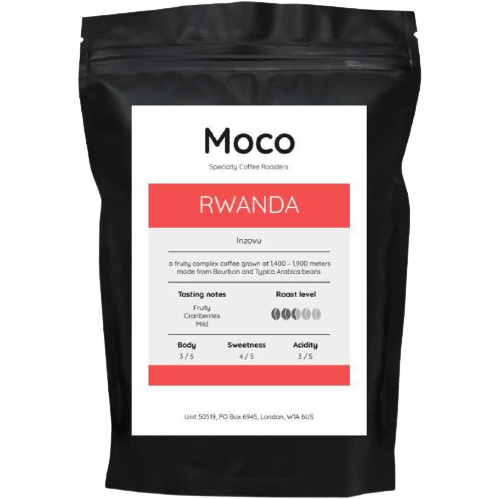 Moco
Specialty Coffee Roasters
RWANDA
Inzovu
a fruity complex coffee grown at 1,400 - 1,900 meters
made from Bourbon and Typica Arabica beans
Tasting notes
Fruity
Cranberries
Mild
Roast level
Body Sweetness Acidity
3 / 5 4 / 5 3 / 5
Unit 50519, PO Box 6945, London, W1A 6US